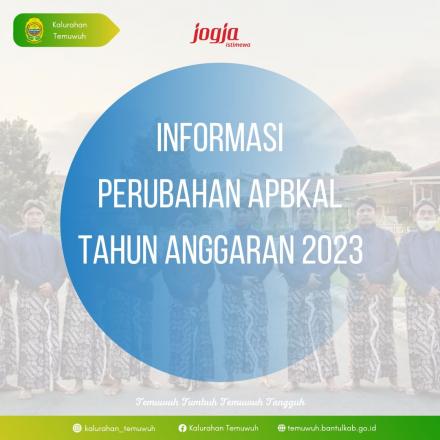 Kalurahan
Temuwuh
jogja
istimewa
INFORMASI
PERUBAHAN APBKAL
TAHUN ANGGARAN 2023
Temuwuh Tumbuh Temuwuh Tangguh
kalurahan_temuwuh
Kalurahan Temuwuh
temuwuh.bantulkab.go.id